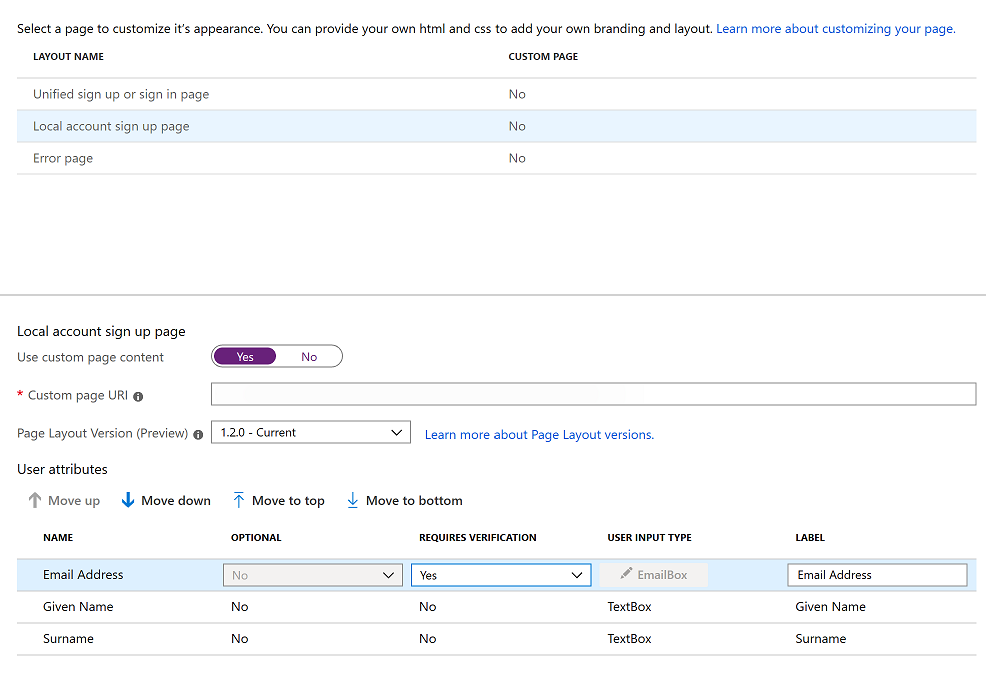 Select a page to customize it's appearance. You can provide your own html and css to add your own branding and layout. Learn more about customizing your page.
LAYOUT NAME CUSTOM PAGE
Unified sign up or sign in page No
Local account sign up page No
Error page No
Local account sign up page
Use custom page content Yes No
* Custom page URI
Page Layout Version (Preview) 1.2.0 - Current Learn more about Page Layout versions.
User attributes
Move up Move down Move to top Move to bottom
NAME OPTIONAL REQUIRES VERIFICATION USER INPUT TYPE LABEL
Email Address No Yes EmailBox Email Address
Given Name No No TextBox Given Name
Surname No No TextBox Surname